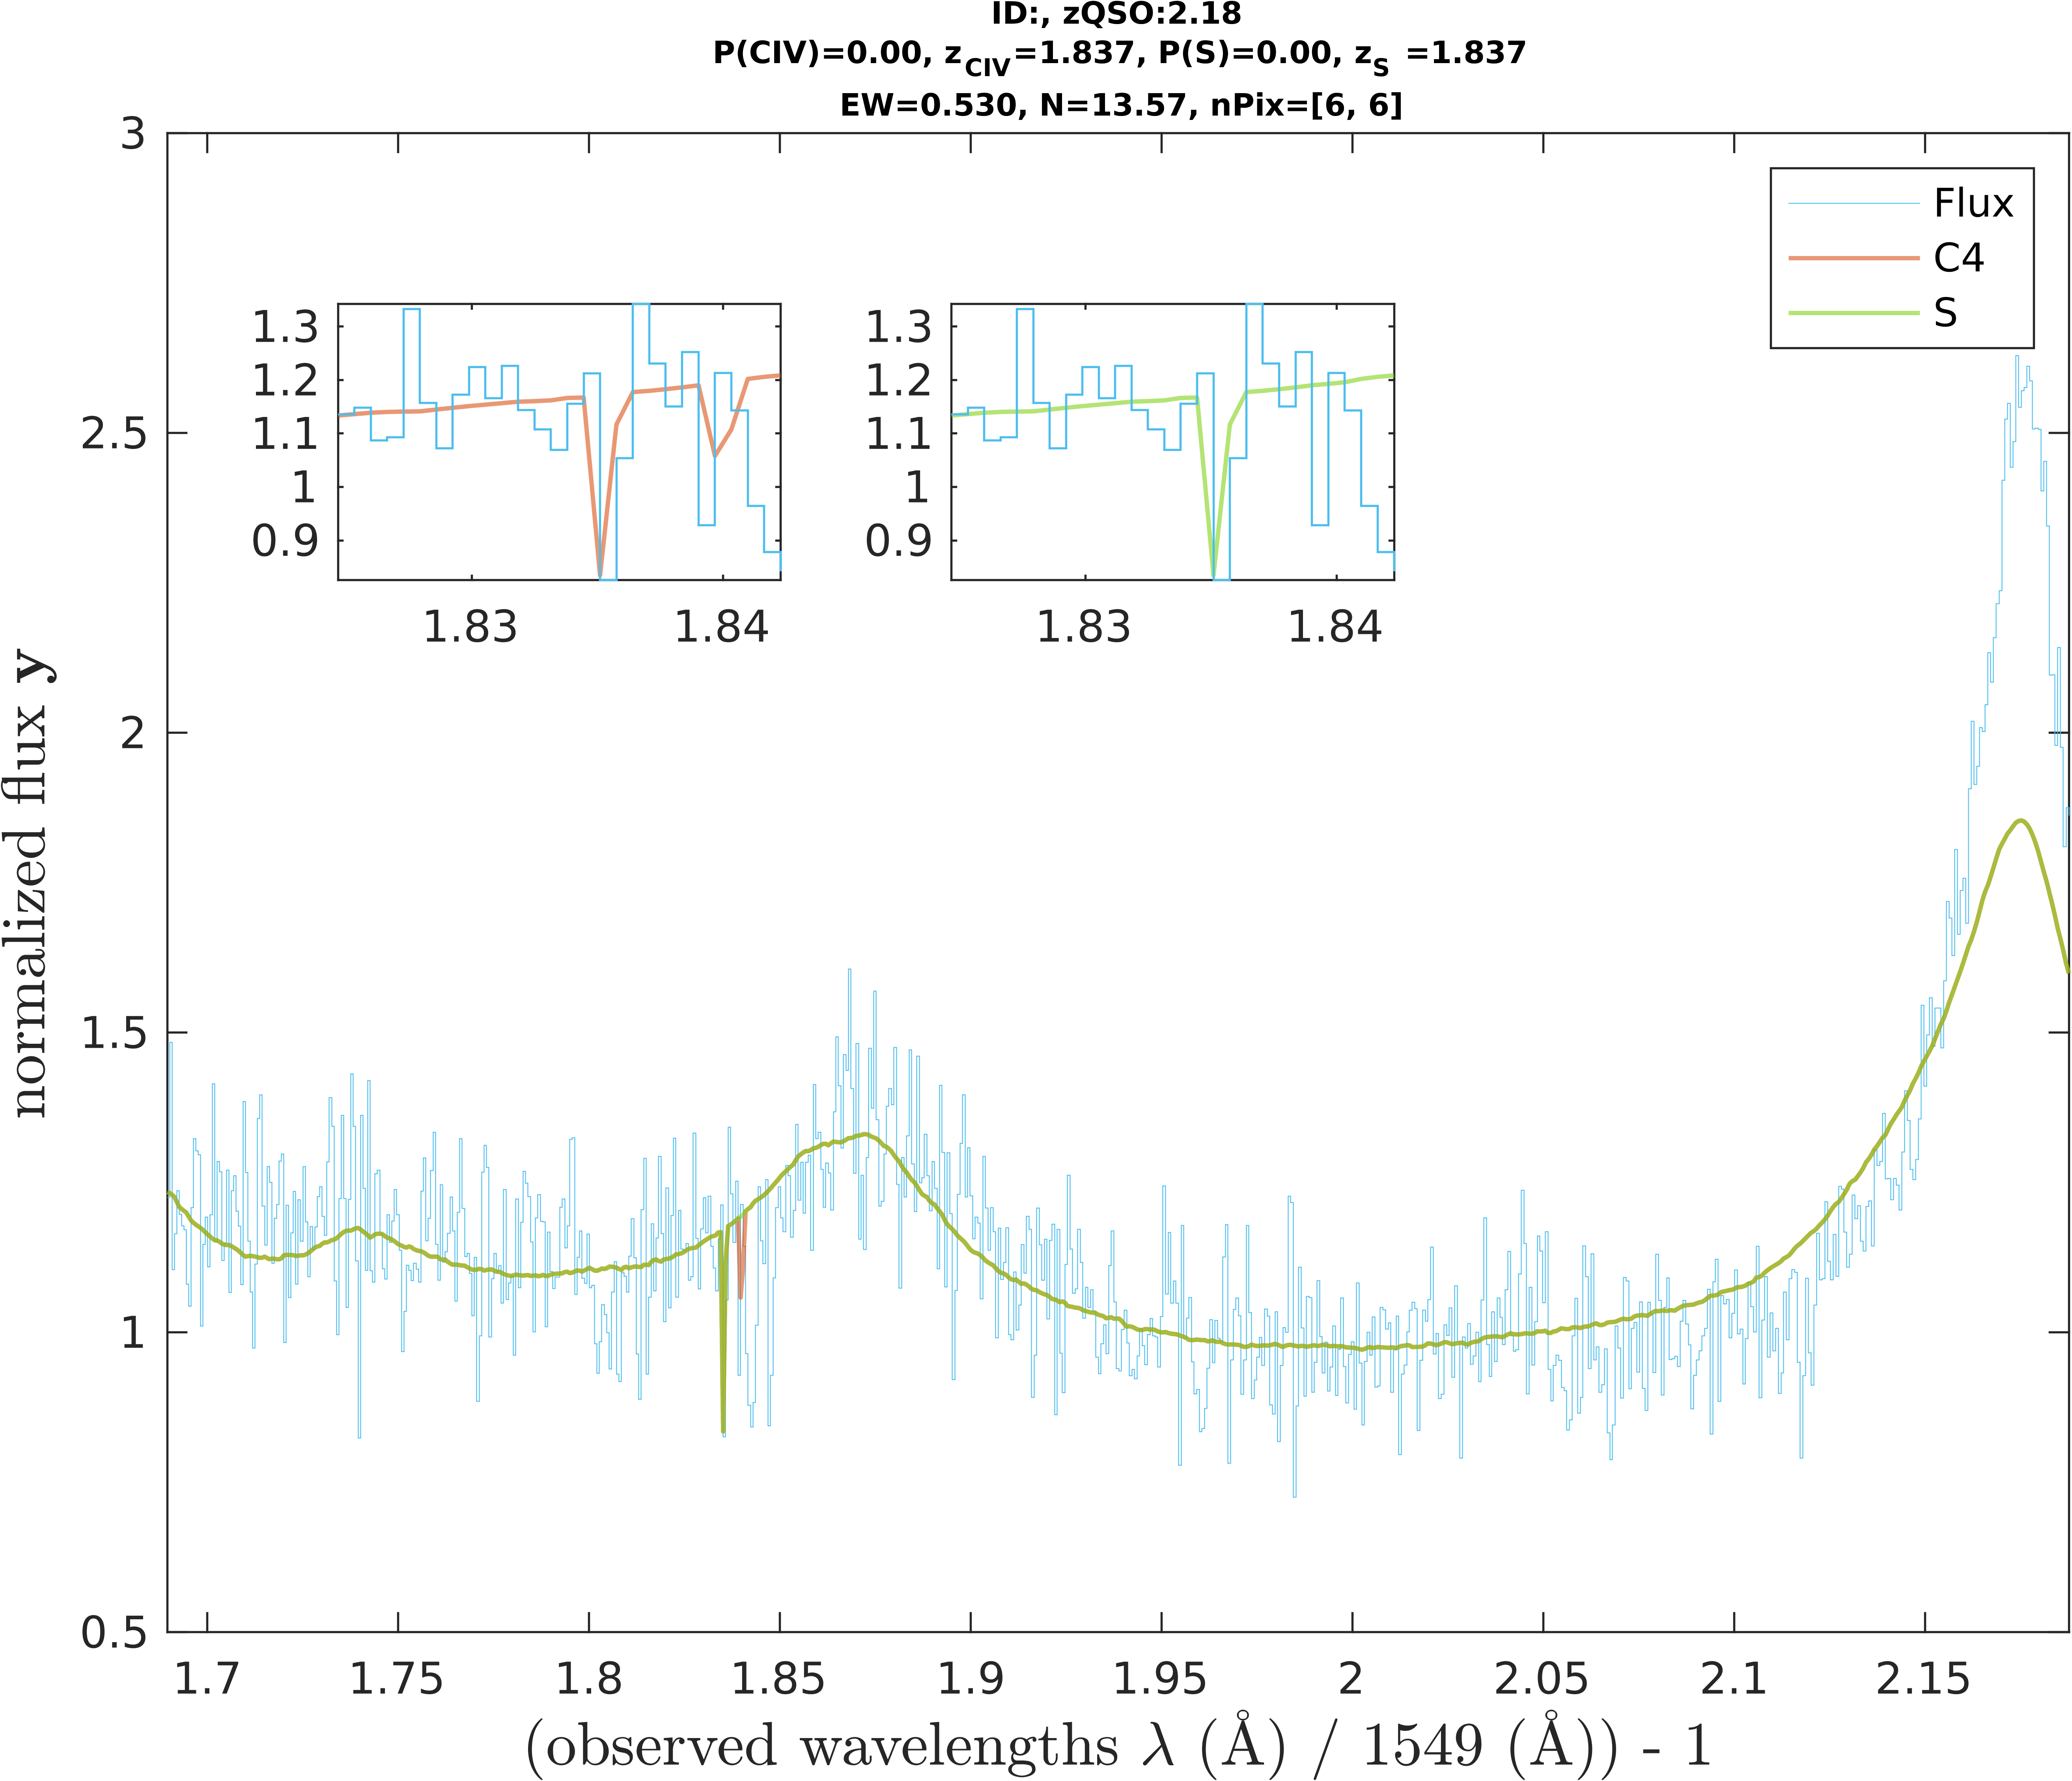 ID:, zQSO:2.18
P(CIV)=0.00, zCIV=1.837, P(S)=0.00, zS =1.837
EW=0.530, N=13.57, nPix=[6, 6]
3
2.5
2
1.5
1
0.5
normalized flux y
Flux
C4
S
1.3
1.2
1.1
1
0.9
1.83 1.84
1.3
1.2
1.1
1
0.9
1.83 1.84
1.7 1.75 1.8 1.85 1.9 1.95 2 2.05 2.1 2.15
(observed wavelengths λ (Å) / 1549 (Å)) - 1